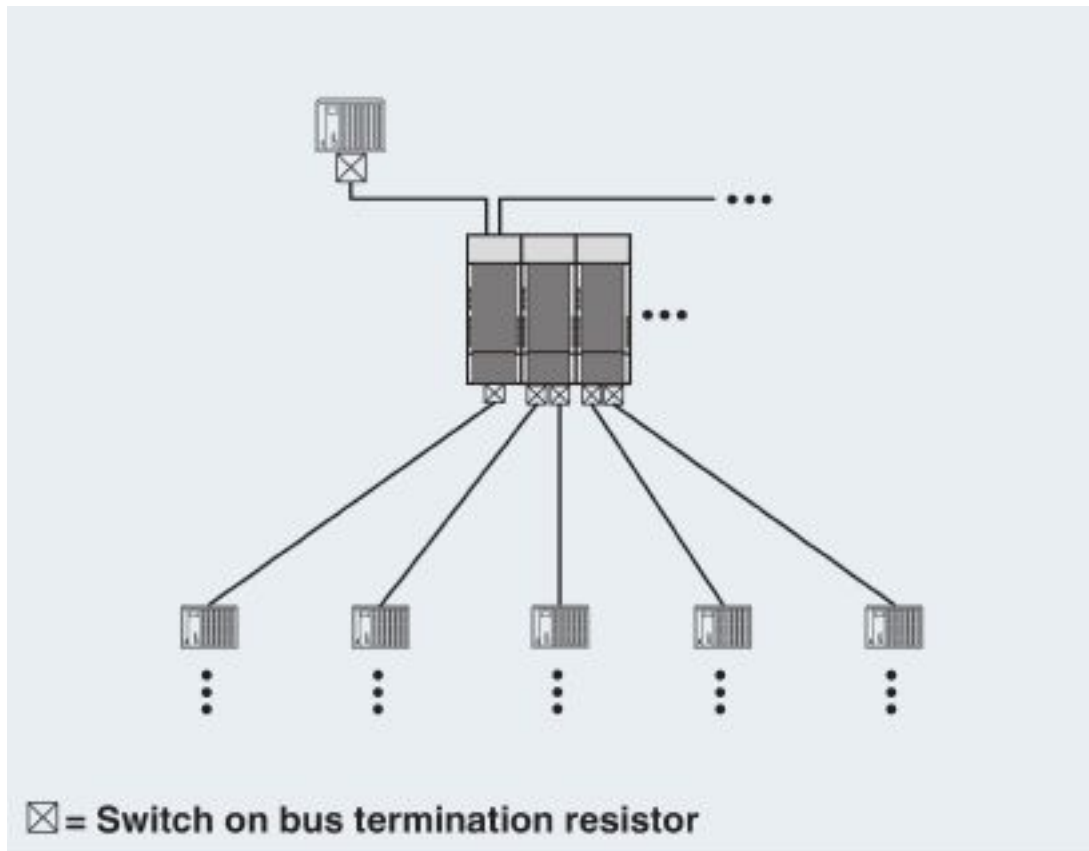 = Switch on bus termination resistor